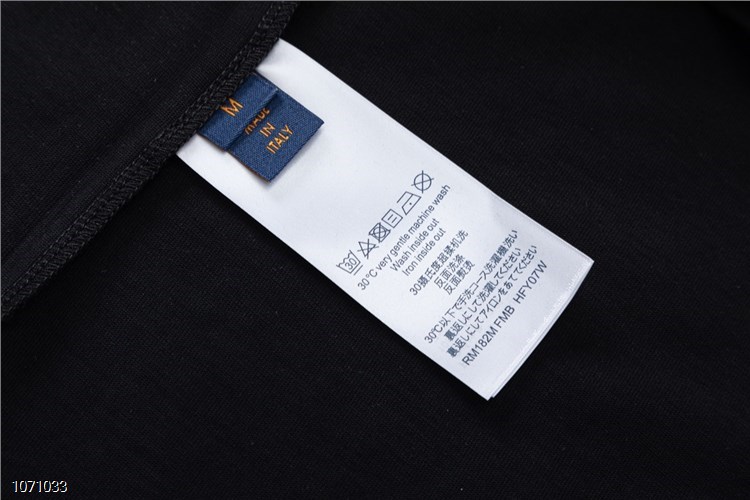 M
MADE
IN
ITALY
30
30 °C very gentle machine wash
Wash inside out
Iron inside out
30摄氏度超柔机洗
反面洗涤
反面熨烫
30℃以下で手洗コース洗濯機洗い
裏返しにして洗濯してください
裏返しにしてアイロンをあててください
RM182M FMB HFY07W
1071033